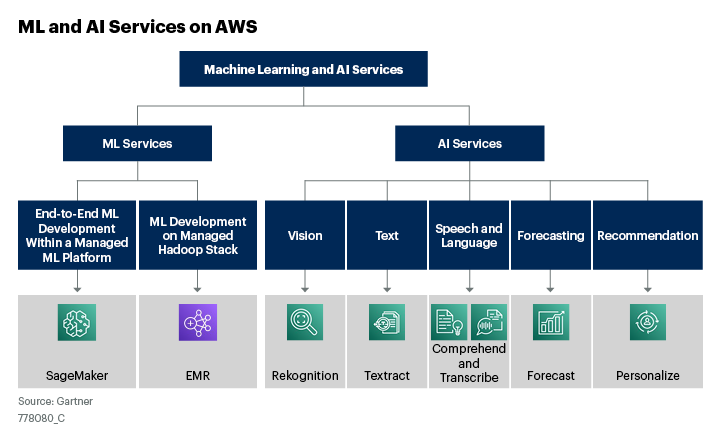 ML and AI Services on AWS
Machine Learning and AI Services
ML Services
AI Services
End-to-End ML
Development
Within a Managed
ML Platform
ML Development
on Managed
Hadoop Stack
Vision
Text
Speech and
Language
Forecasting
Recommendation
SageMaker
EMR
Rekognition
Textract
Comprehend
and
Transcribe
Forecast
Personalize
Source: Gartner
778080_C